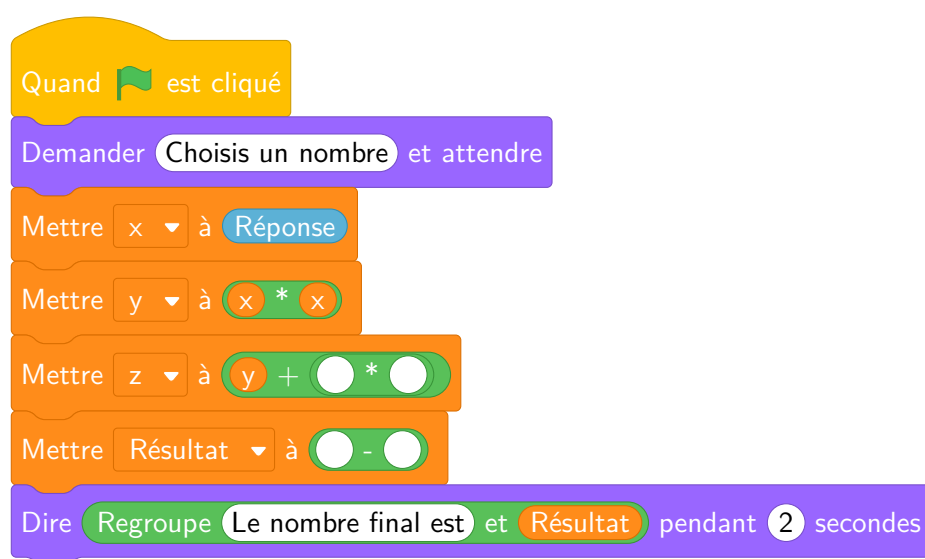 Quand est cliqué
Demander Choisis un nombre et attendre
Mettre x à Réponse
Mettre y à x * x
Mettre z à y + * 
Mettre Résultat à -
Dire Regroupe Le nombre final est et Résultat pendant 2 secondes